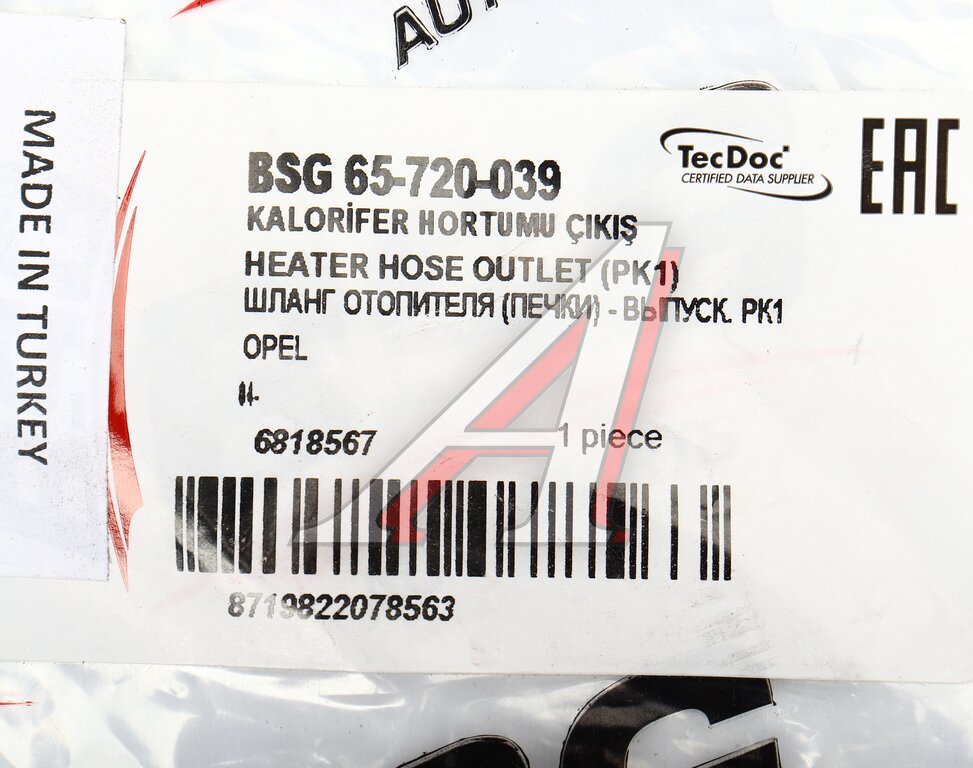 MADE IN TURKEY
BSG 65-720-039
KALORİFER HORTUMU ÇIKIŞ
HEATER HOSE OUTLET (PK1)
ШЛАНГ ОТОПИТЕЛЯ (ПЕЧКИ) - ВЫПУСК. PK1
OPEL
6818567
1 piece
8719822078563
TecDoc
CERTIFIED DATA SUPPLIER
EAC